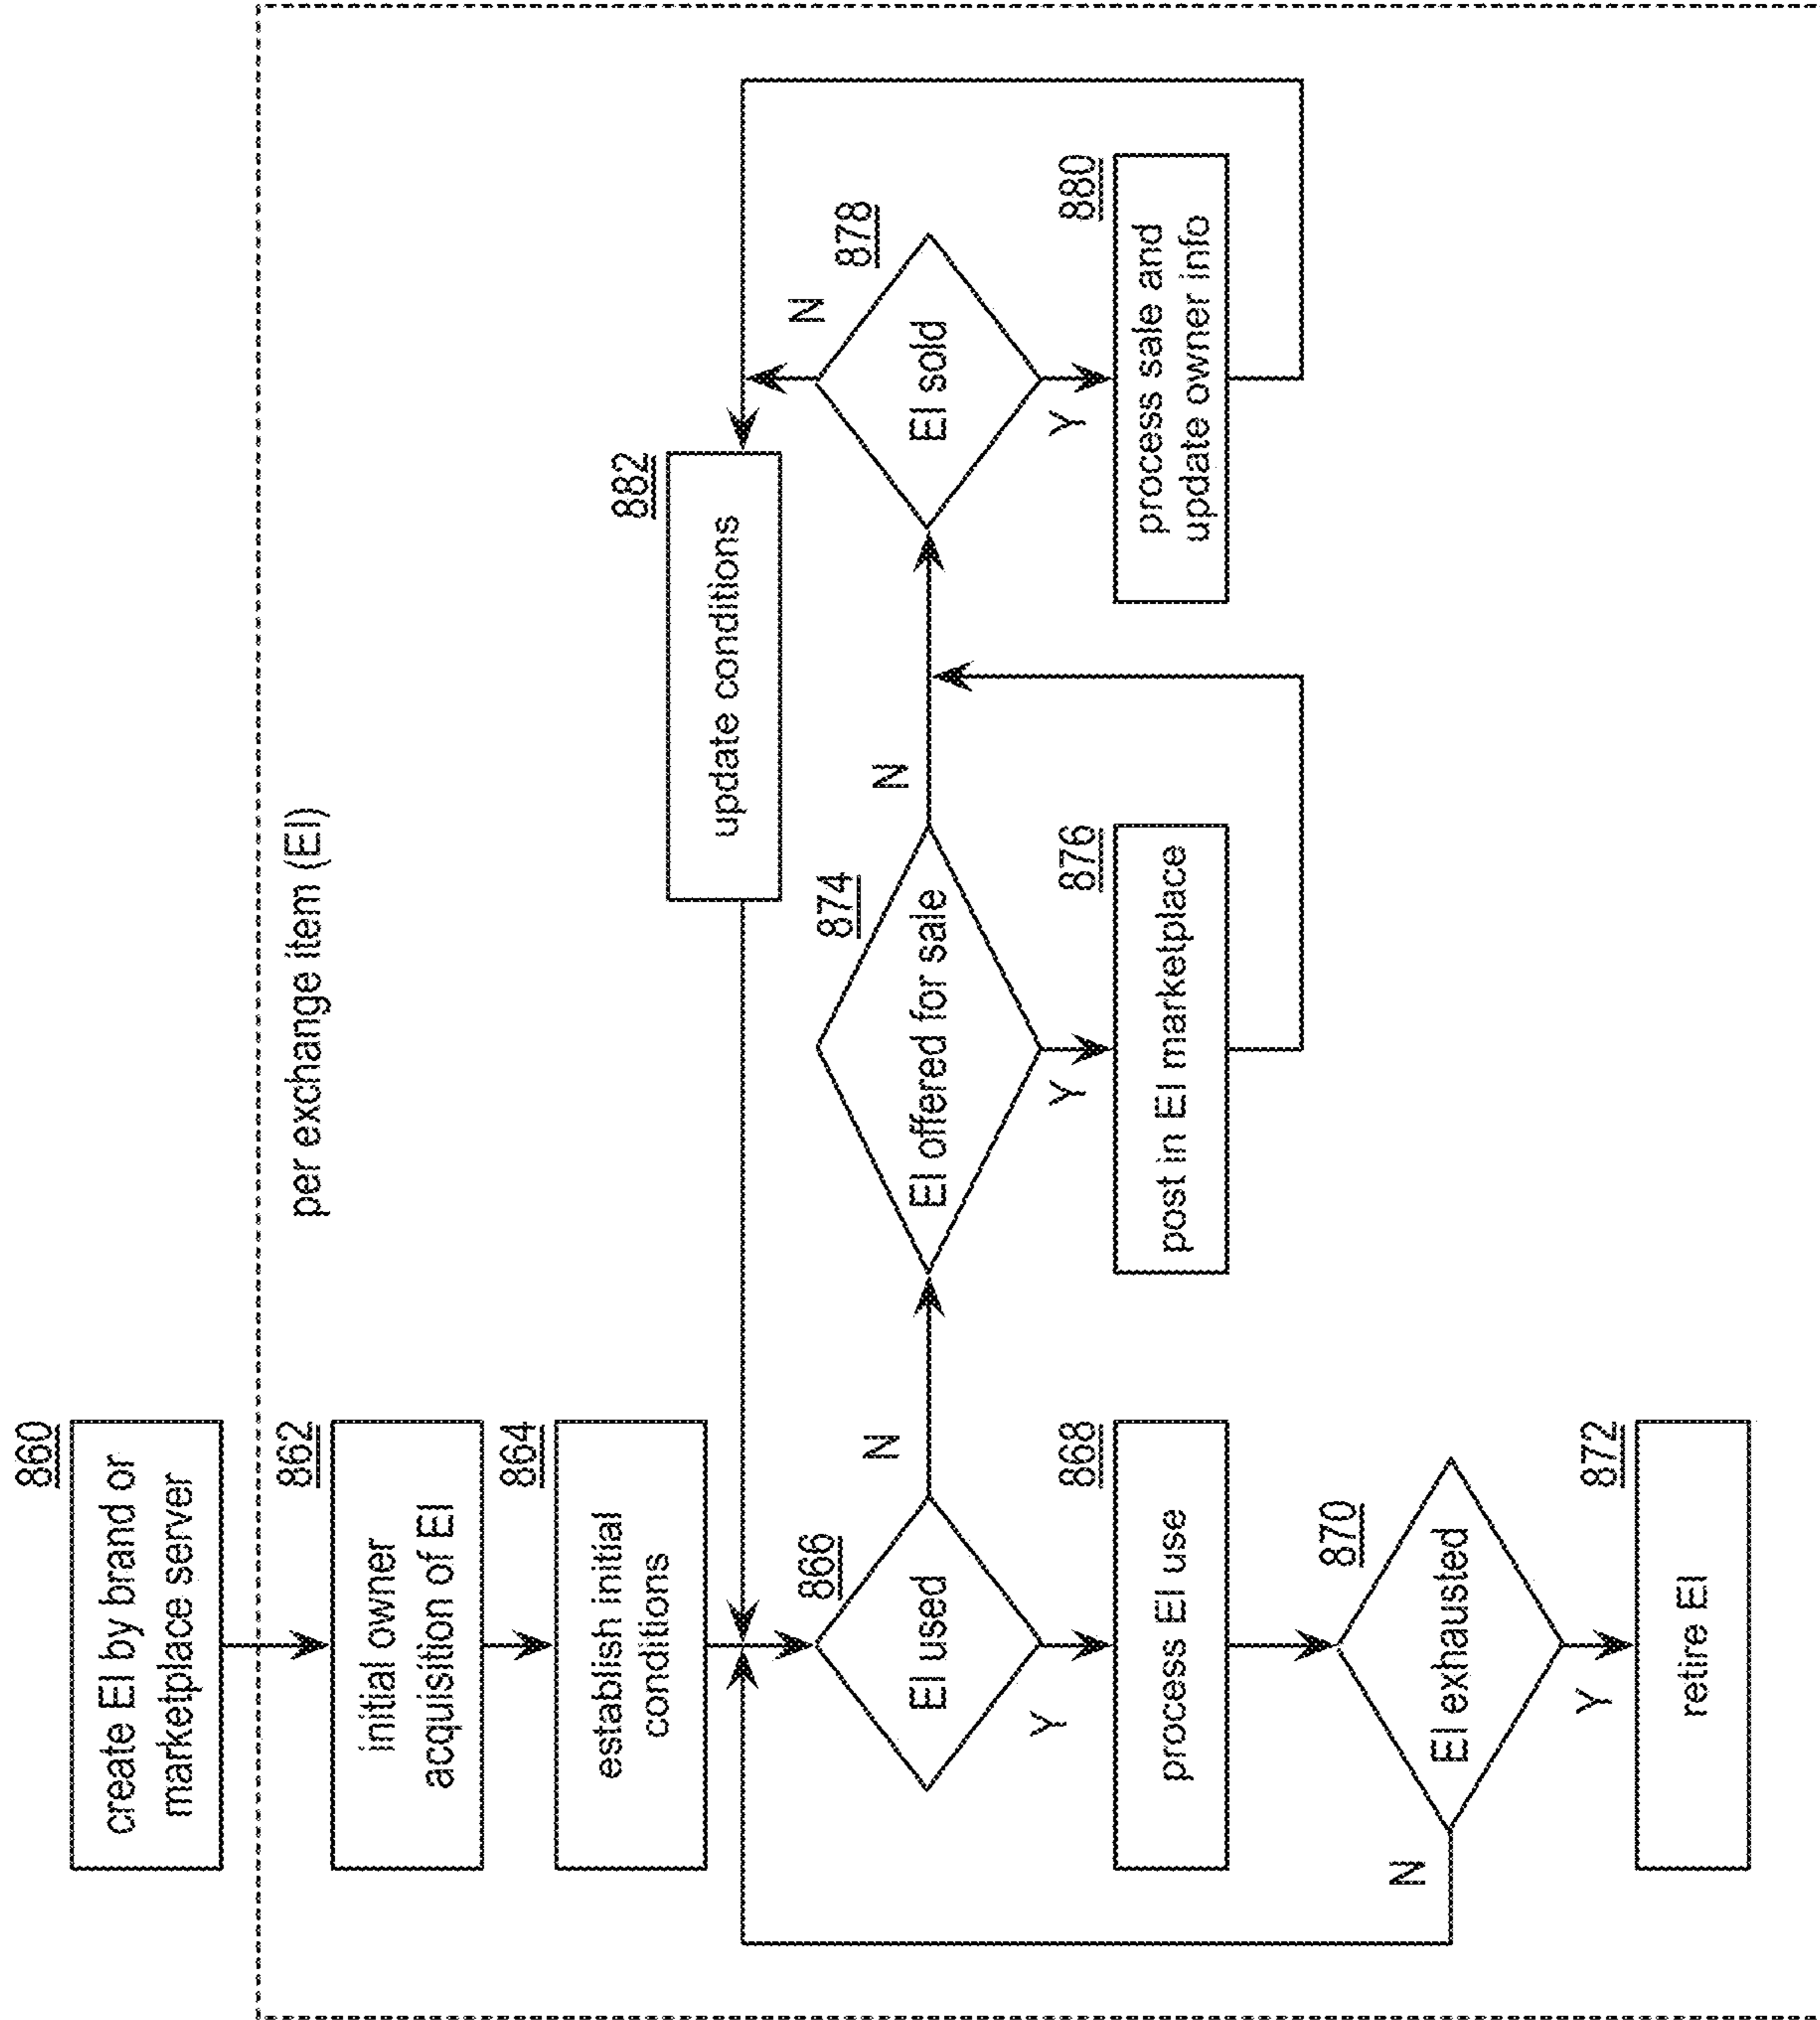 860
create EI by brand or
marketplace server
per exchange item (EI)
862
initial owner
acquisition of EI
864
establish initial
conditions
866
EI used
N
Y
868
process EI use
870
EI exhausted
N
Y
872
retire EI
874
EI offered for sale
N
Y
876
post in EI marketplace
878
EI sold
N
Y
880
process sale and
update owner info
882
update conditions